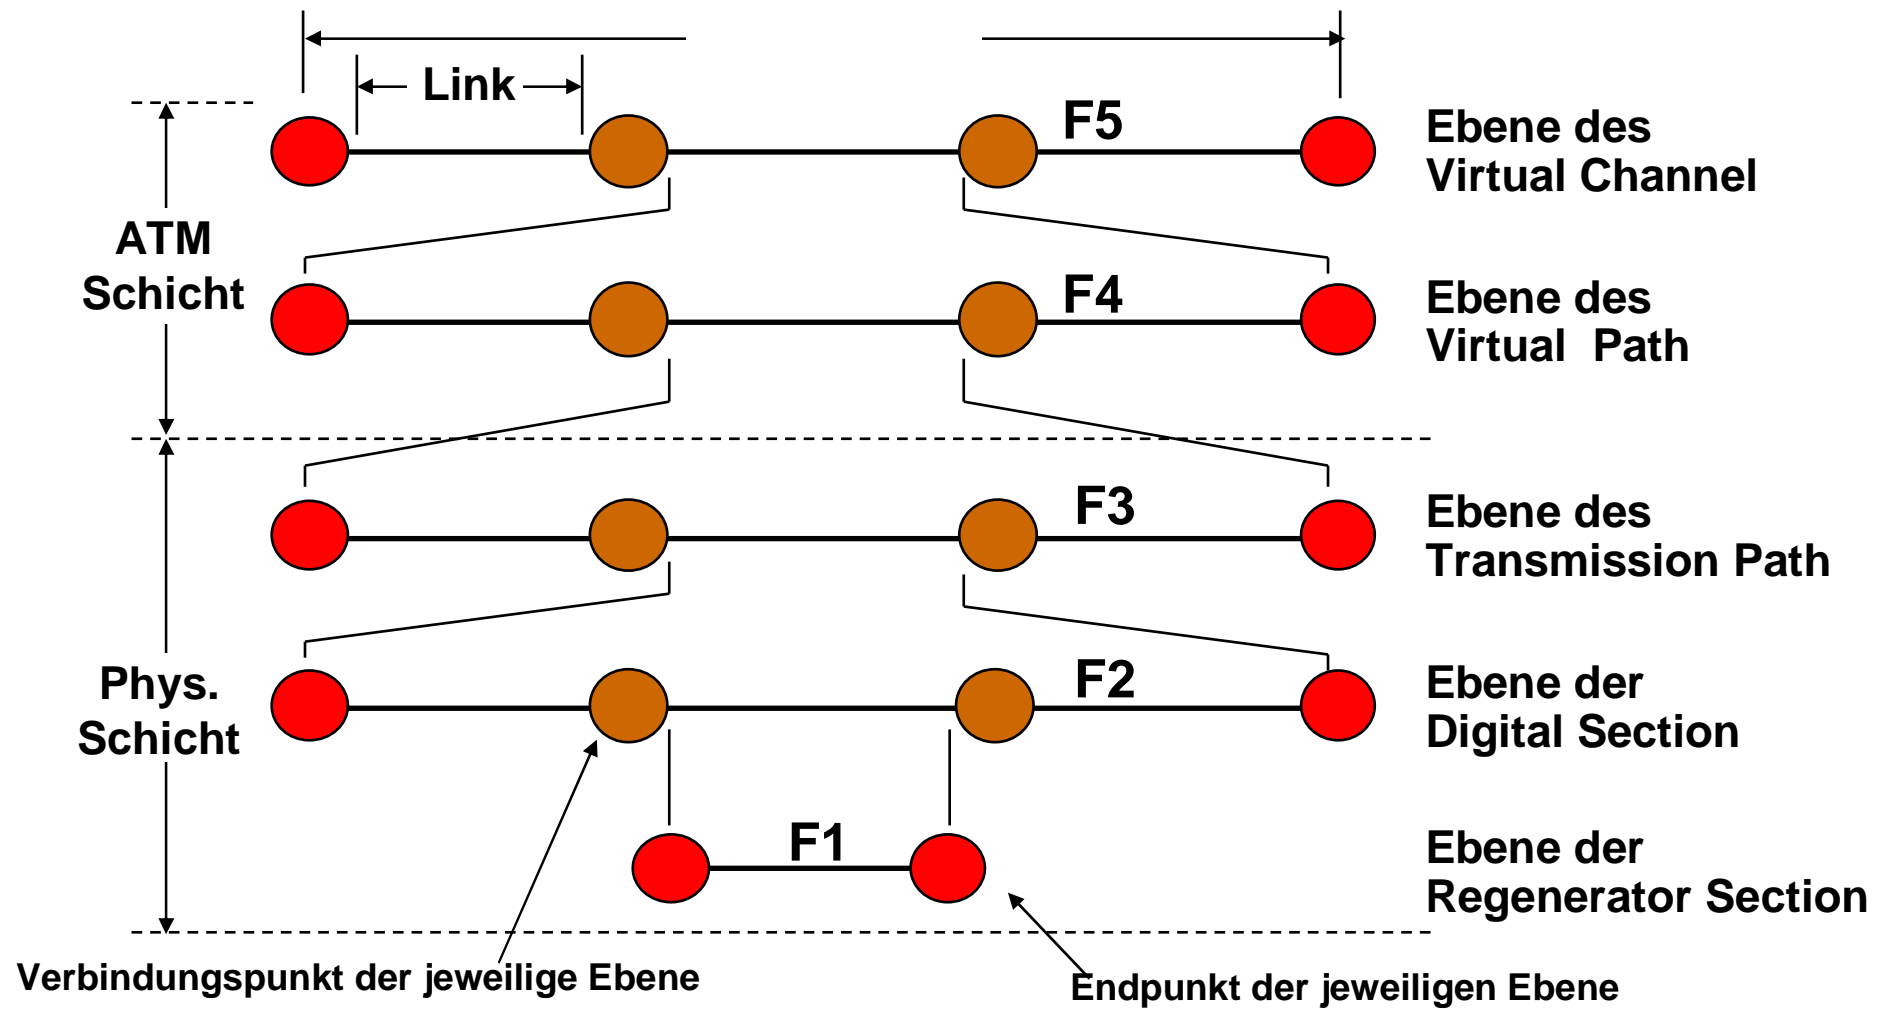 Link
F5
Ebene des
Virtual Channel
ATM
Schicht
F4
Ebene des
Virtual Path
F3
Ebene des
Transmission Path
Phys.
Schicht
F2
Ebene der
Digital Section
F1
Ebene der
Regenerator Section
Verbindungspunkt der jeweilige Ebene
Endpunkt der jeweiligen Ebene